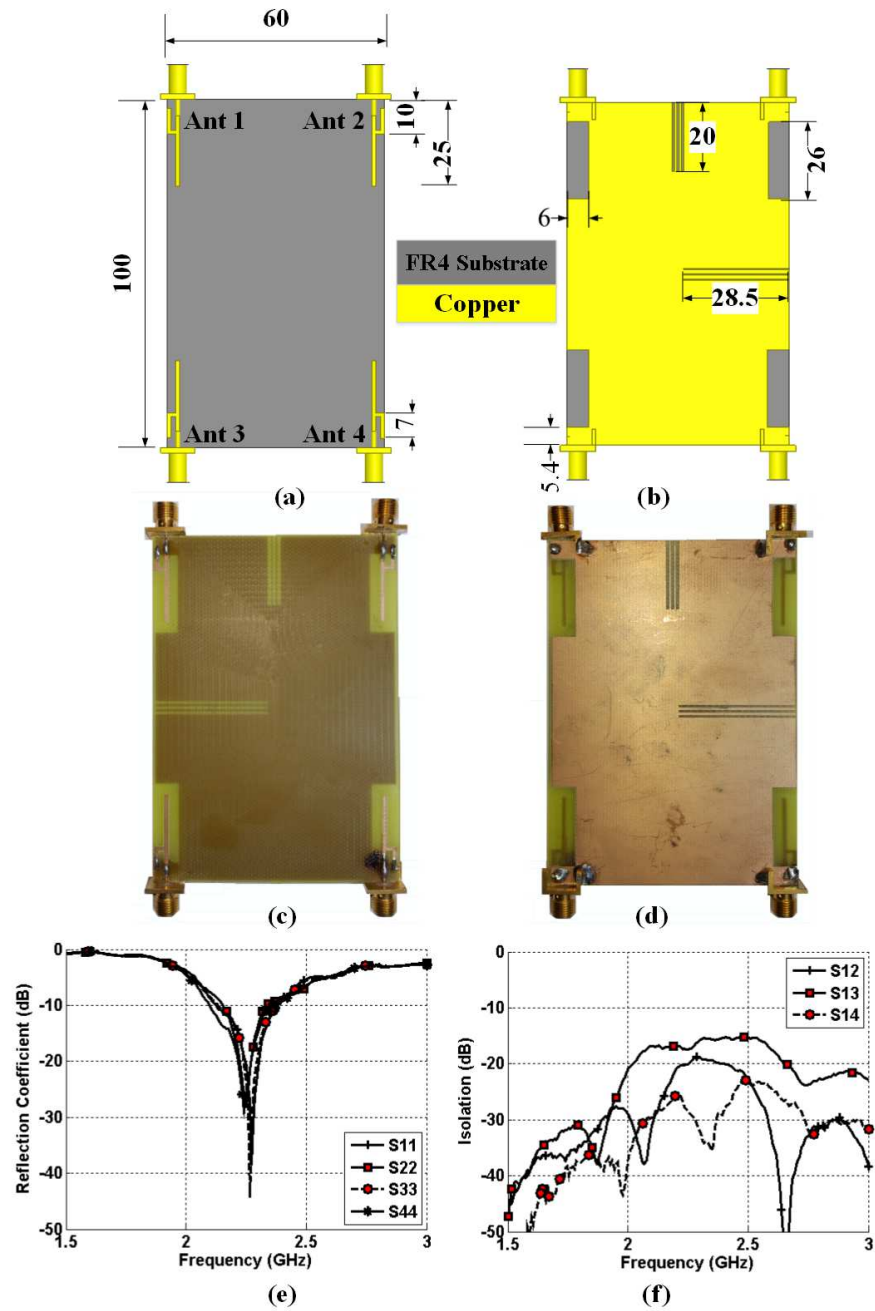 60
Ant 1
Ant 2
10
25
100
Ant 3
Ant 4
7
(a)
FR4 Substrate
Copper
20
26
6
28.5
5.4
(b)
(c)
(d)
0
-10
-20
-30
-40
-50
Reflection Coefficient (dB)
S11
S22
S33
S44
1.5
2
2.5
3
Frequency (GHz)
(e)
0
-10
-20
-30
-40
-50
Isolation (dB)
S12
S13
S14
1.5
2
2.5
3
Frequency (GHz)
(f)